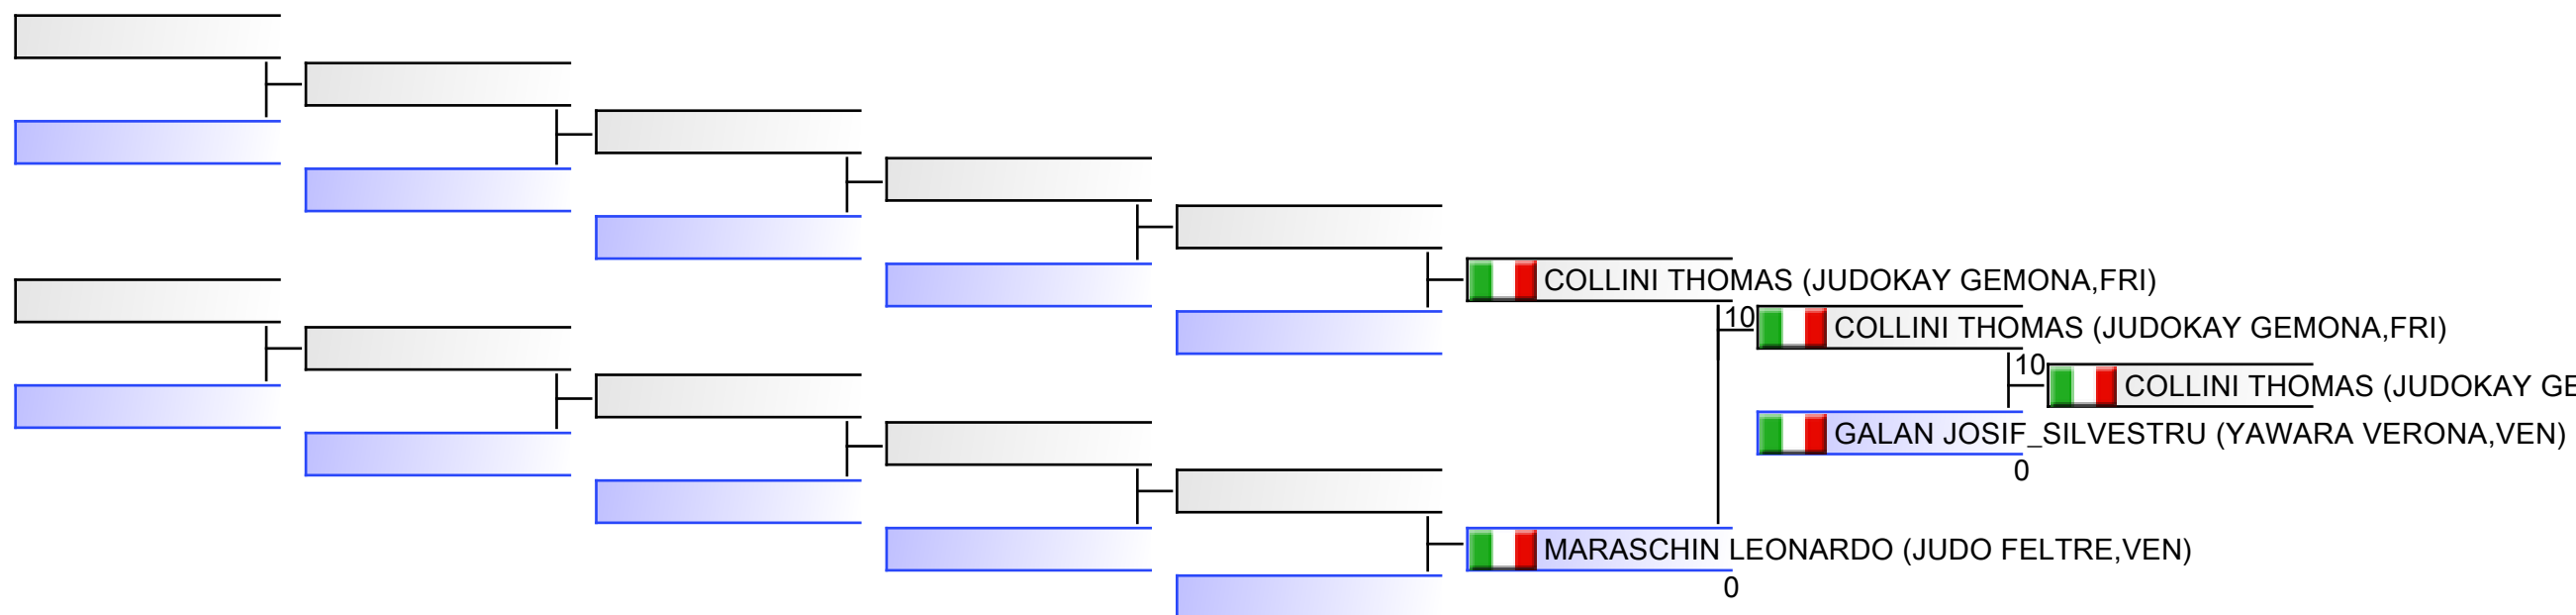 COLLINI THOMAS (JUDOKAY GEMONA,FRI)
10
COLLINI THOMAS (JUDOKAY GEMONA,FRI)
10
COLLINI THOMAS (JUDOKAY GE
GALAN JOSIF_SILVESTRU (YAWARA VERONA,VEN)
0
MARASCHIN LEONARDO (JUDO FELTRE,VEN)
0